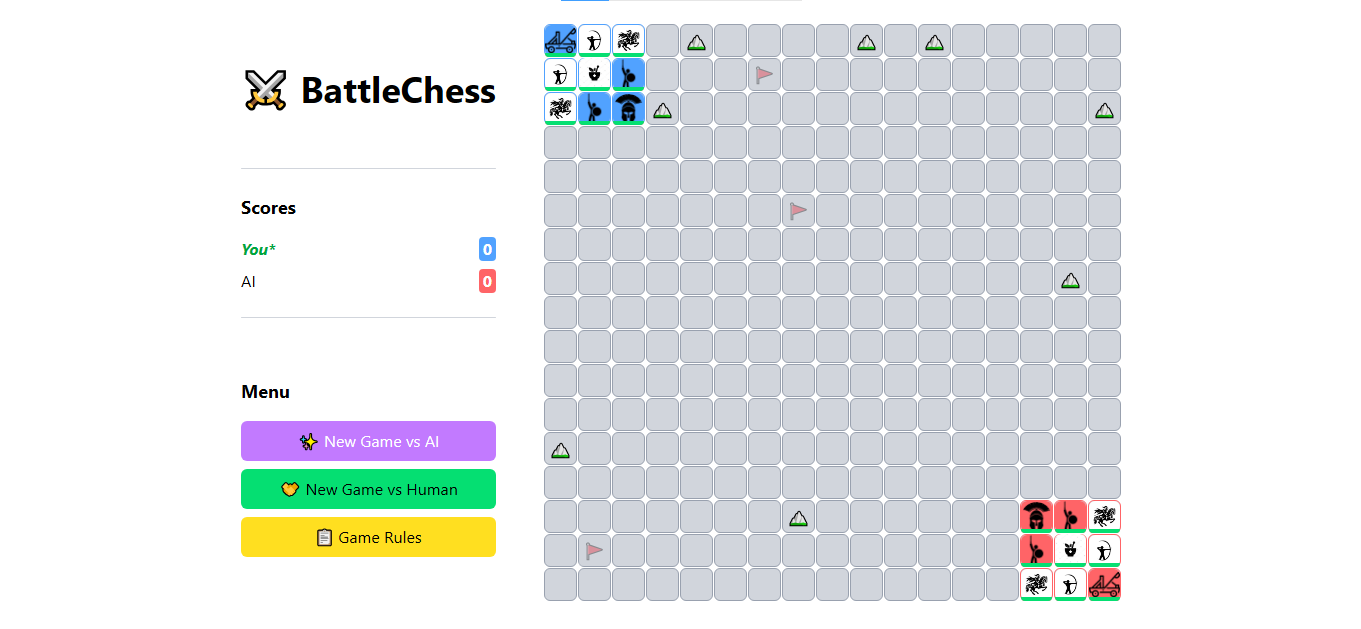 BattleChess
Scores
You* 0
AI 0
Menu
New Game vs AI
New Game vs Human
Game Rules